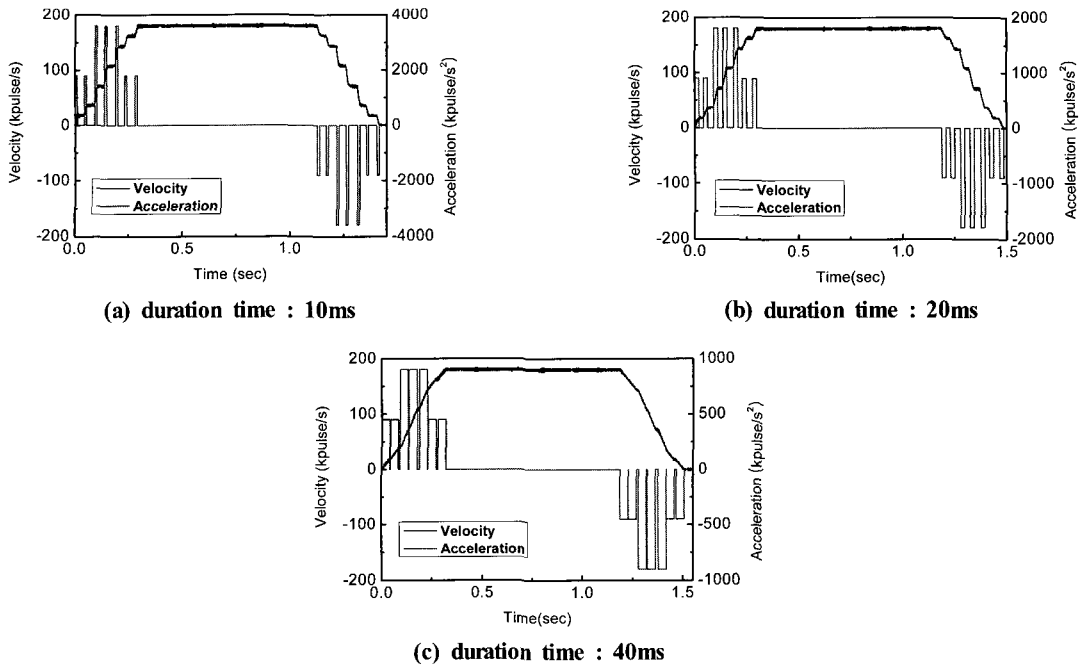 200
100
0
-100
-200
Velocity (kpulse/s)
4000
2000
0
-2000
4000
Acceleration (kpulse/s²)
Velocity
Acceleration
0.0 0.5 1.0
Time (sec)
(a) duration time : 10ms
200
100
0
-100
-200
Velocity (kpulse/s)
2000
1000
0
-1000
-2000
Acceleration (kpulse/s²)
Velocity
Acceleration
0.0 0.5 1.0 1.5
Time(sec)
(b) duration time : 20ms
200
100
0
-100
-200
Velocity (kpulse/s)
1000
500
0
-500
-1000
Acceleration (kpulse/s²)
Velocity
Acceleration
0.0 0.5 1.0 1.5
Time(sec)
(c) duration time : 40ms